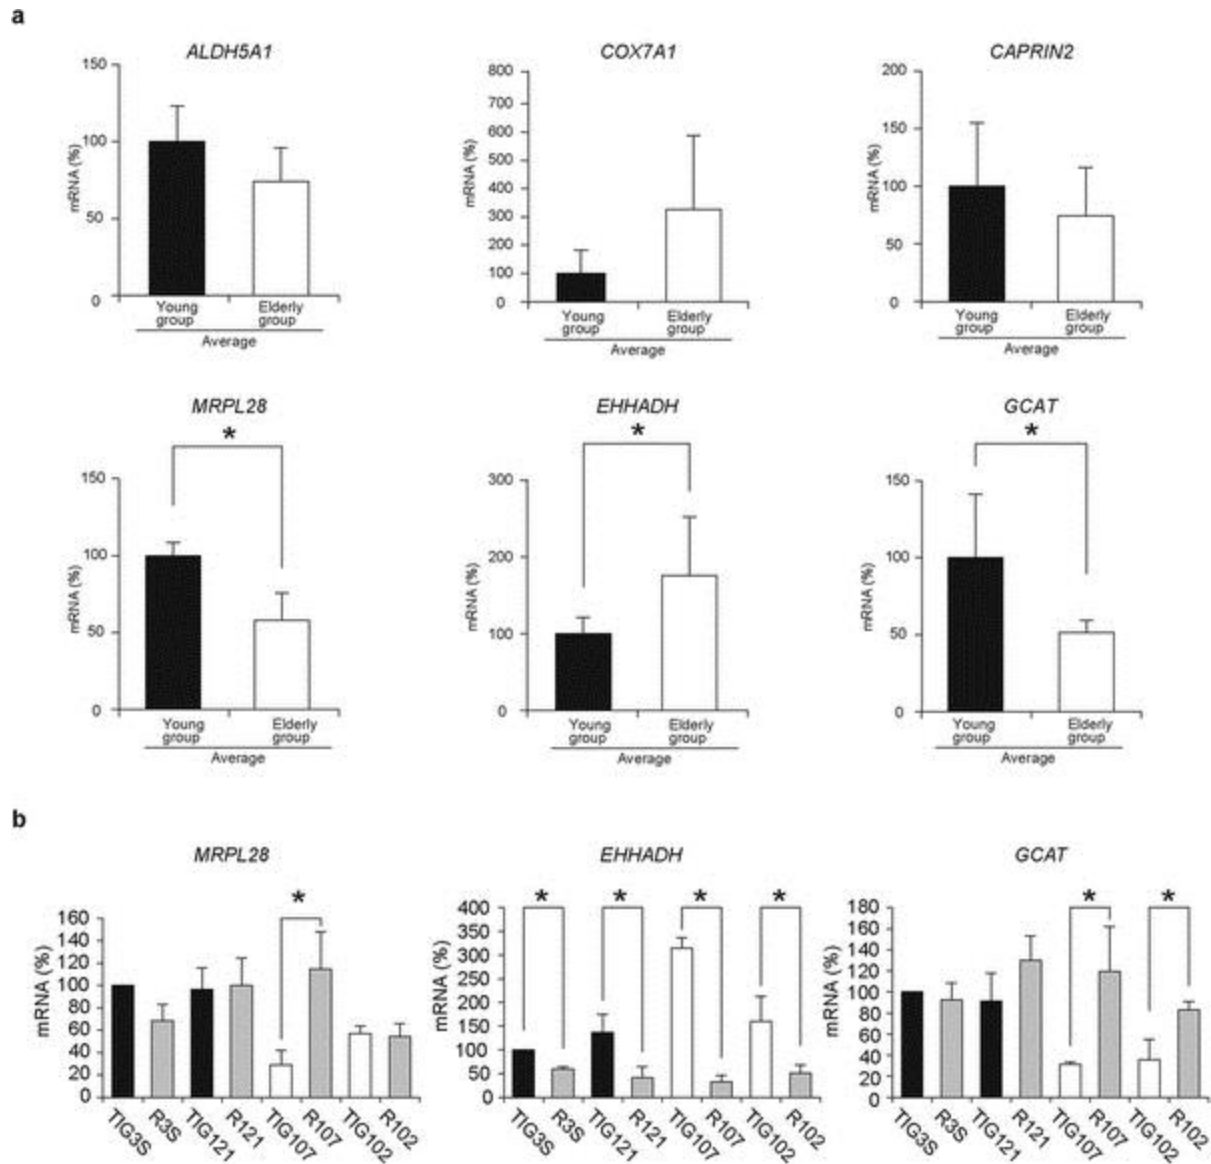 a
ALDH5A1
COX7A1
CAPRIN2
mRNA (%)
150
100
50
0
Young group
Elderly group
Average
mRNA (%)
800
700
600
500
400
300
200
100
0
Young group
Elderly group
Average
mRNA (%)
200
150
100
50
0
Young group
Elderly group
Average
MRPL28
EHHADH
GCAT
*
*
*
mRNA (%)
150
100
50
0
Young group
Elderly group
Average
mRNA (%)
300
200
100
0
Young group
Elderly group
Average
mRNA (%)
150
100
50
0
Young group
Elderly group
Average
b
MRPL28
EHHADH
GCAT
*
* * * *
* *
mRNA (%)
160
140
120
100
80
60
40
20
0
TIG3S R3S TIG121 R121 TIG107 R107 TIG102 R102
mRNA (%)
400
350
300
250
200
150
100
50
0
TIG3S R3S TIG121 R121 TIG107 R107 TIG102 R102
mRNA (%)
180
160
140
120
100
80
60
40
20
0
TIG3S R3S TIG121 R121 TIG107 R107 TIG102 R102